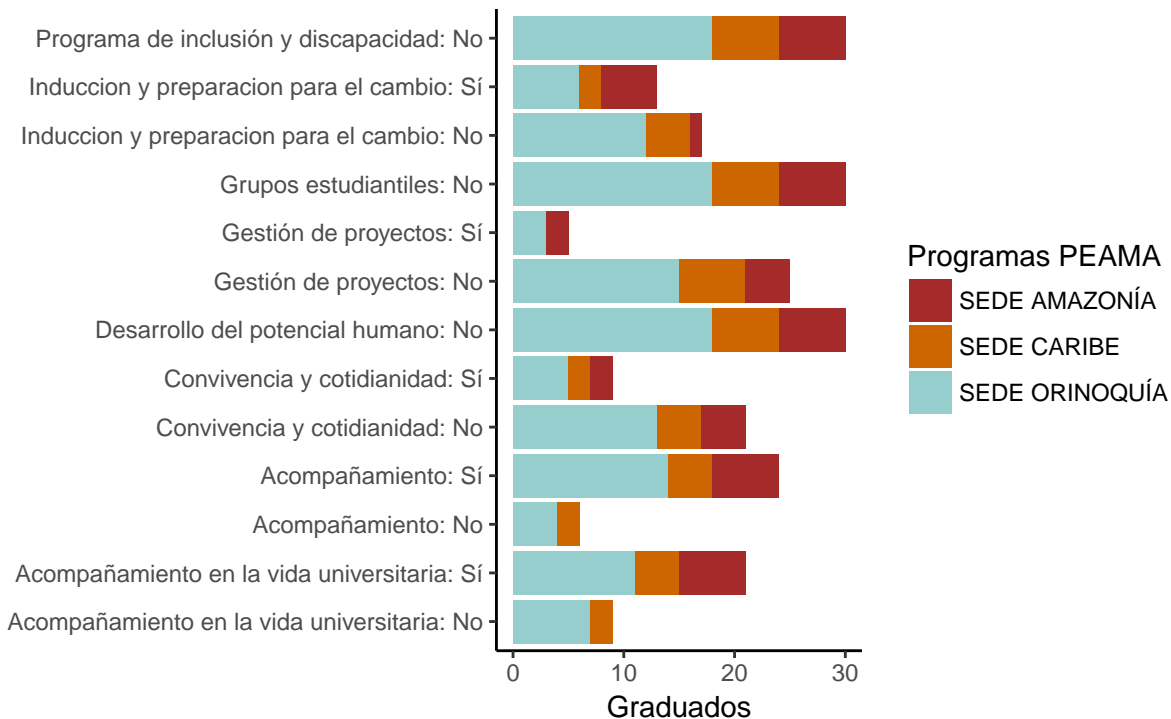 Programa de inclusión y discapacidad: No
Induccion y preparacion para el cambio: Sí
Induccion y preparacion para el cambio: No
Grupos estudiantiles: No
Gestión de proyectos: Sí
Gestión de proyectos: No
Desarrollo del potencial humano: No
Convivencia y cotidianidad: Sí
Convivencia y cotidianidad: No
Acompañamiento: Sí
Acompañamiento: No
Acompañamiento en la vida universitaria: Sí
Acompañamiento en la vida universitaria: No
0 10 20 30
Graduados
Programas PEAMA
SEDE AMAZONÍA
SEDE CARIBE
SEDE ORINOQUÍA